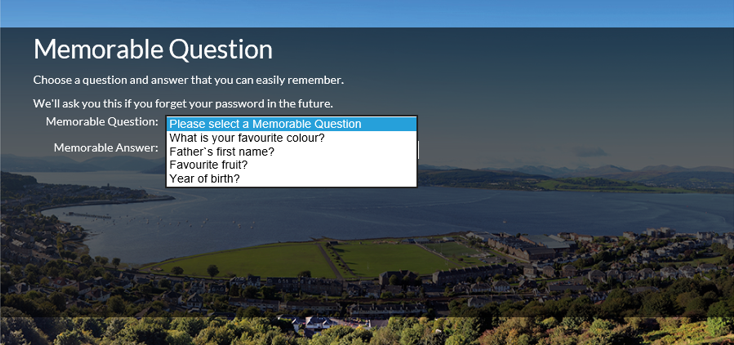 Memorable Question
Choose a question and answer that you can easily remember.
We'll ask you this if you forget your password in the future.
Memorable Question: Please select a Memorable Question
What is your favourite colour?
Memorable Answer: Father`s first name?
Favourite fruit?
Year of birth?